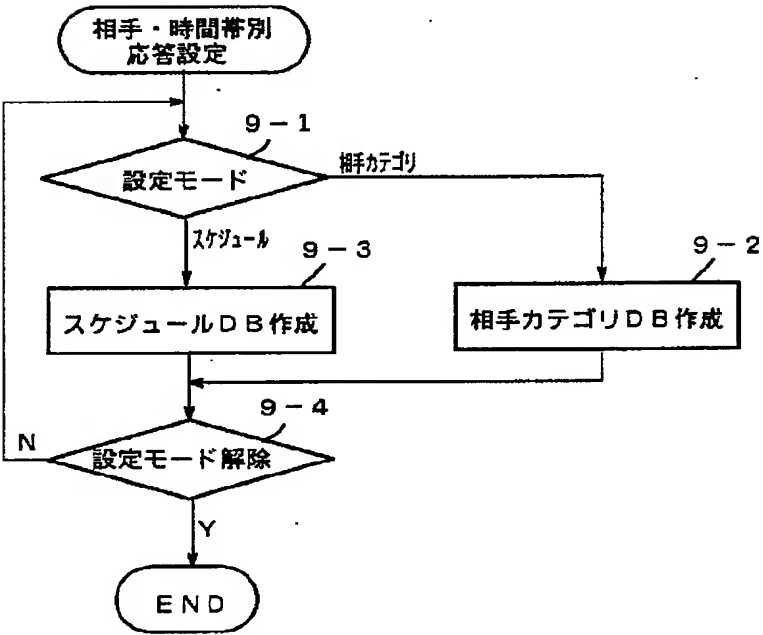 相手・時間帯別
応答設定
9-1
設定モード
相手カテゴリ
スケジュール
9-3
9-2
スケジュールDB作成
相手カテゴリDB作成
9-4
N
設定モード解除
Y
END